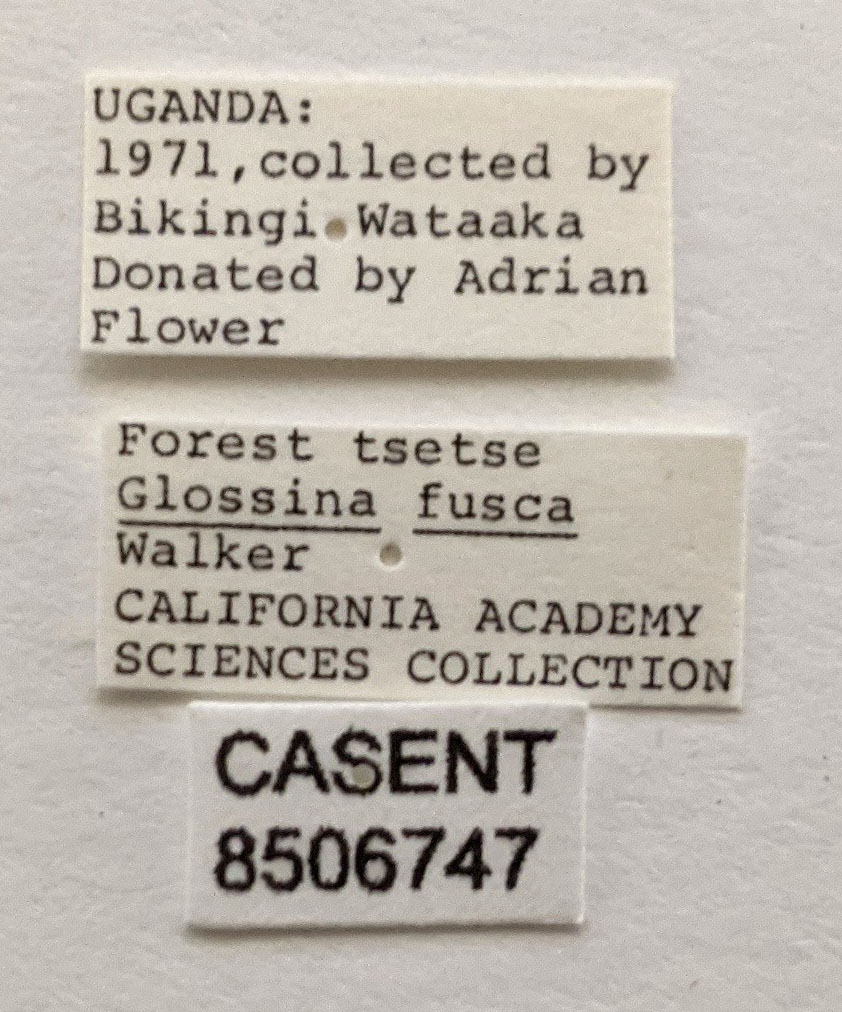 UGANDA:
1971,collected by
Bikingi Wataaka
Donated by Adrian
Flower
Forest tsetse
Glossina fusca
Walker
CALIFORNIA ACADEMY
SCIENCES COLLECTION
CASENT
8506747